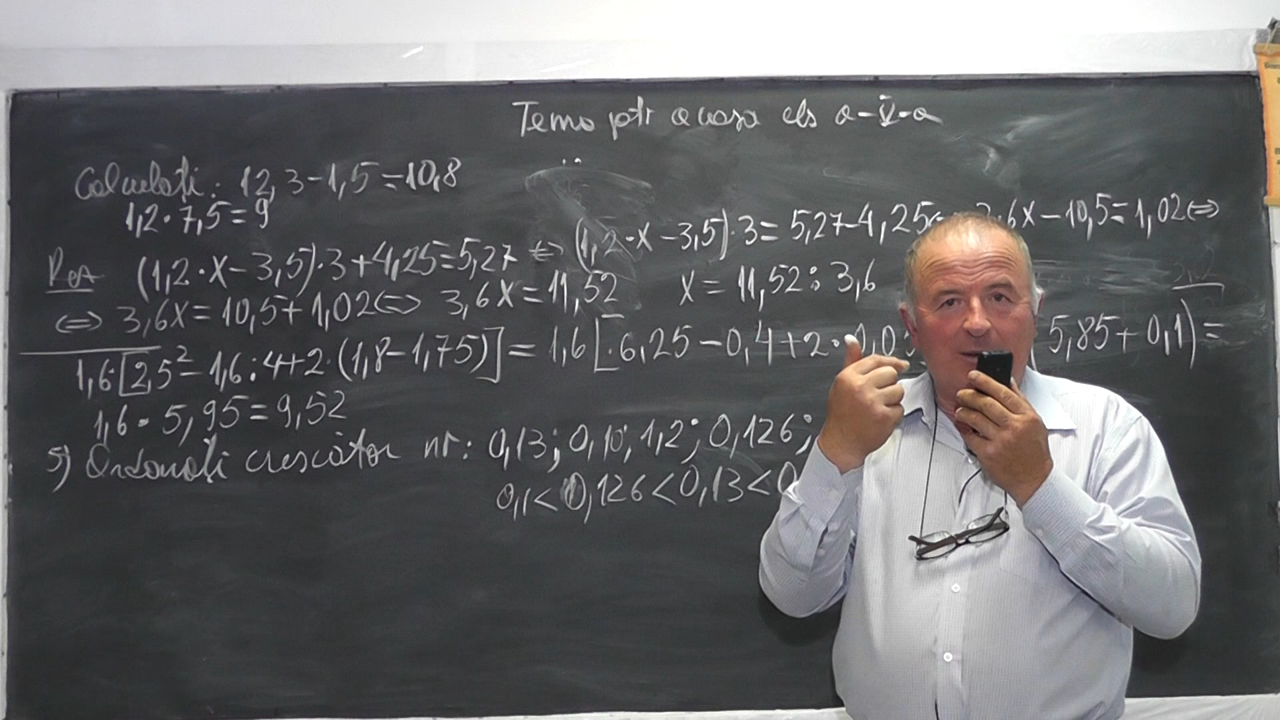 Tema ptr acasa cls a-V-a
Calculati: 12,3-1,5=10,8
1,2·7,5=9
Rez (1,2·x-3,5)·3+4,25=5,27 ⇔ (1,2·x-3,5)·3=5,27-4,25 3,6x-10,5=1,02⇔
⇔ 3,6x=10,5+1,02⇔ 3,6x=11,52 x=11,52:3,6
1,6·[2,5²-1,6:4+2·(1,8-1,75)]=1,6[·6,25-0,4+2·0,0 5,85+0,1)=
1,6·5,95=9,52
5) Ordonați crescător nr: 0,13; 0,10; 1,2; 0,126;
0,1<0,126<0,13<0